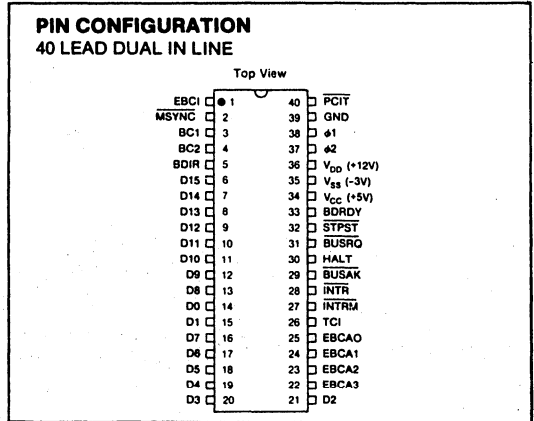 PIN CONFIGURATION
40 LEAD DUAL IN LINE
Top View
EBCI 1 40 PCIT
MSYNC 2 39 GND
BC1 3 38 ϕ1
BC2 4 37 ϕ2
BDIR 5 36 VDD (+12V)
D15 6 35 VSS (-3V)
D14 7 34 VCC (+5V)
D13 8 33 BDRDY
D12 9 32 STPST
D11 10 31 BUSRQ
D10 11 30 HALT
D9 12 29 BUSAK
D8 13 28 INTR
D0 14 27 INTRM
D1 15 26 TCI
D7 16 25 EBCAO
D6 17 24 EBCA1
D5 18 23 EBCA2
D4 19 22 EBCA3
D3 20 21 D2